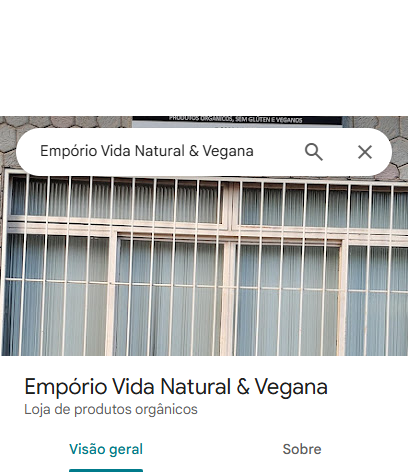 PRODUTOS ORGÂNICOS, SEM GLÚTEN E VEGANOS
Empório Vida Natural & Vegana
Empório Vida Natural & Vegana
Loja de produtos orgânicos
Visão geral
Sobre